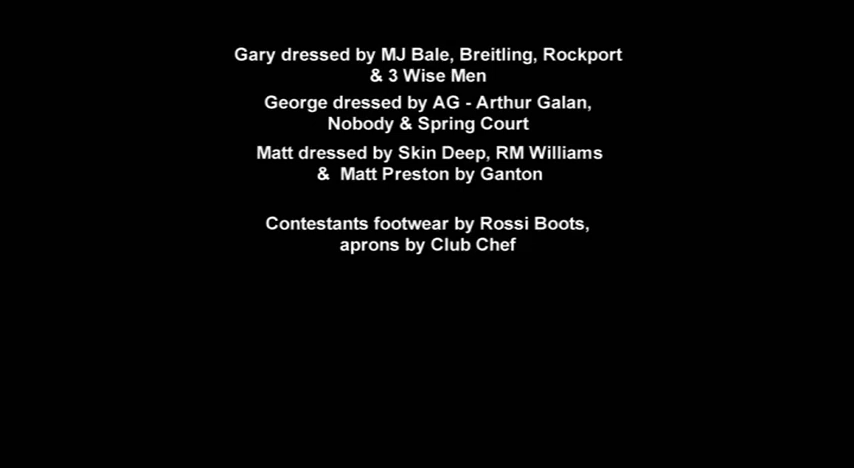 Gary dressed by MJ Bale, Breitling, Rockport
& 3 Wise Men
George dressed by AG - Arthur Galan,
Nobody & Spring Court
Matt dressed by Skin Deep, RM Williams
& Matt Preston by Ganton
Contestants footwear by Rossi Boots,
aprons by Club Chef